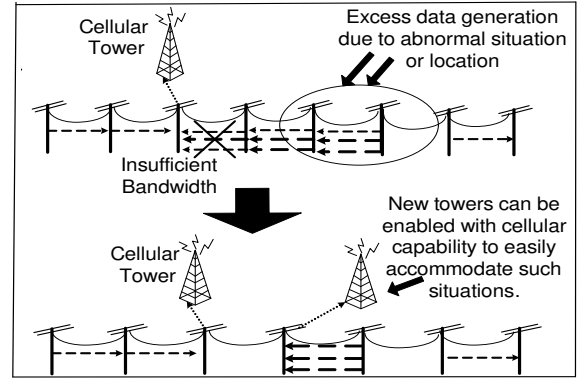 Cellular
Tower
Excess data generation
due to abnormal situation
or location
Insufficient
Bandwidth
Cellular
Tower
New towers can be
enabled with cellular
capability to easily
accommodate such
situations.